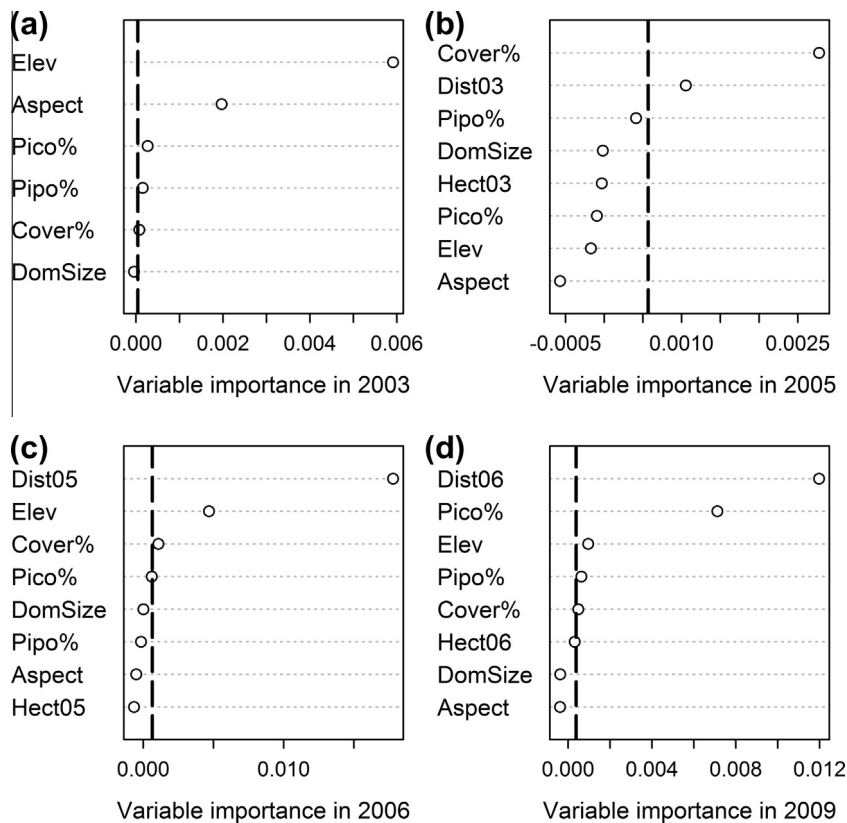 (a)
Elev
Aspect
Pico%
Pipo%
Cover%
DomSize
0.000 0.002 0.004 0.006
Variable importance in 2003
(b)
Cover%
Dist03
Pipo%
DomSize
Hect03
Pico%
Elev
Aspect
-0.0005 0.0010 0.0025
Variable importance in 2005
(c)
Dist05
Elev
Cover%
Pico%
DomSize
Pipo%
Aspect
Hect05
0.000 0.010
Variable importance in 2006
(d)
Dist06
Pico%
Elev
Pipo%
Cover%
Hect06
DomSize
Aspect
0.000 0.004 0.008 0.012
Variable importance in 2009